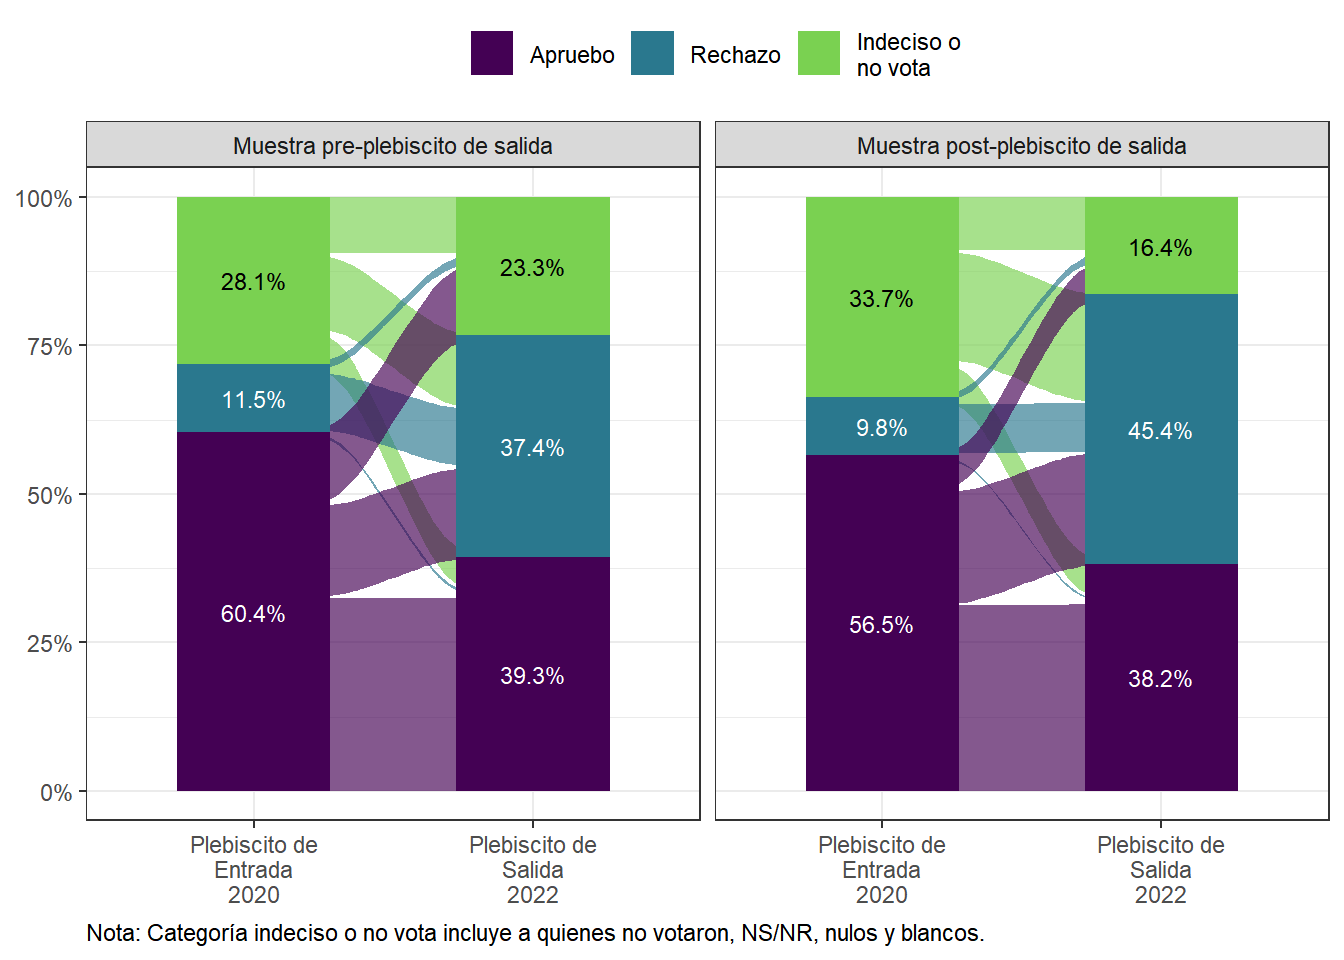 Apruebo
Rechazo
Indeciso o
no vota
Muestra pre-plebiscito de salida
Muestra post-plebiscito de salida
100%
75%
50%
25%
0%
28.1%
11.5%
60.4%
23.3%
37.4%
39.3%
33.7%
9.8%
56.5%
16.4%
45.4%
38.2%
Plebiscito de
Entrada
2020
Plebiscito de
Salida
2022
Plebiscito de
Entrada
2020
Plebiscito de
Salida
2022
Nota: Categoría indeciso o no vota incluye a quienes no votaron, NS/NR, nulos y blancos.